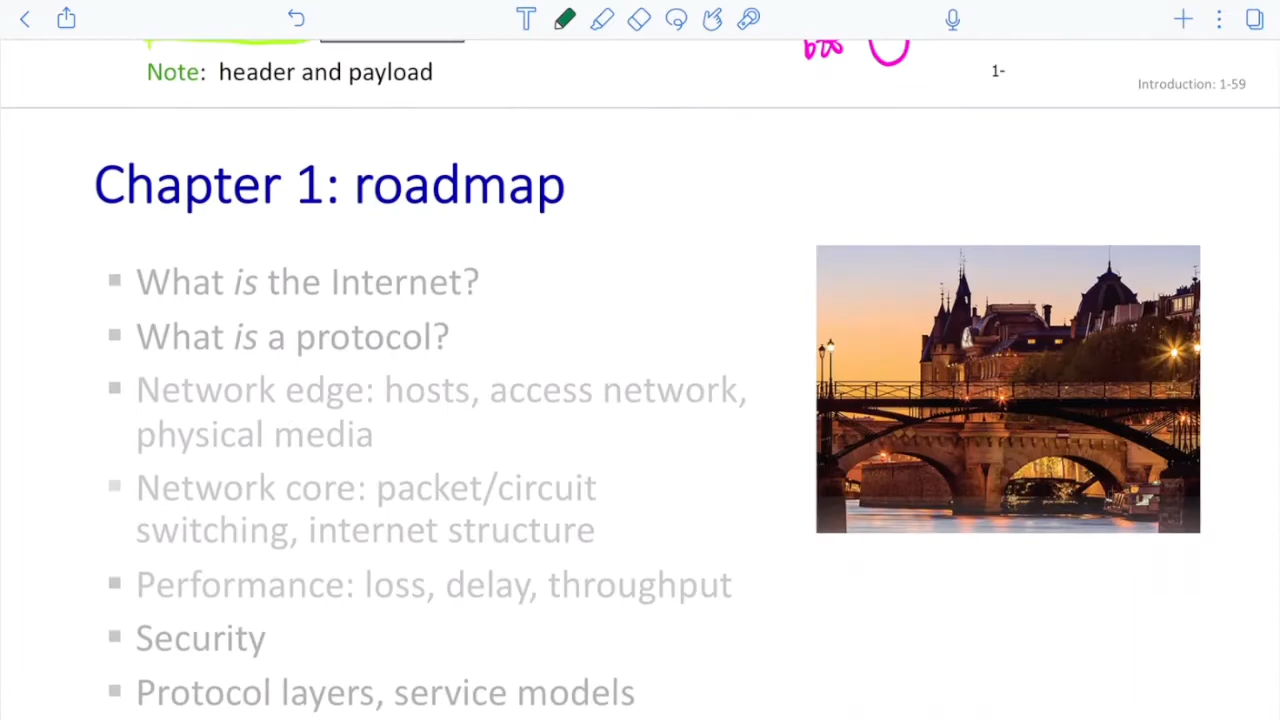 Note: header and payload
1-
Introduction: 1-59
Chapter 1: roadmap
What is the Internet?
What is a protocol?
Network edge: hosts, access network,
physical media
Network core: packet/circuit
switching, internet structure
Performance: loss, delay, throughput
Security
Protocol layers, service models